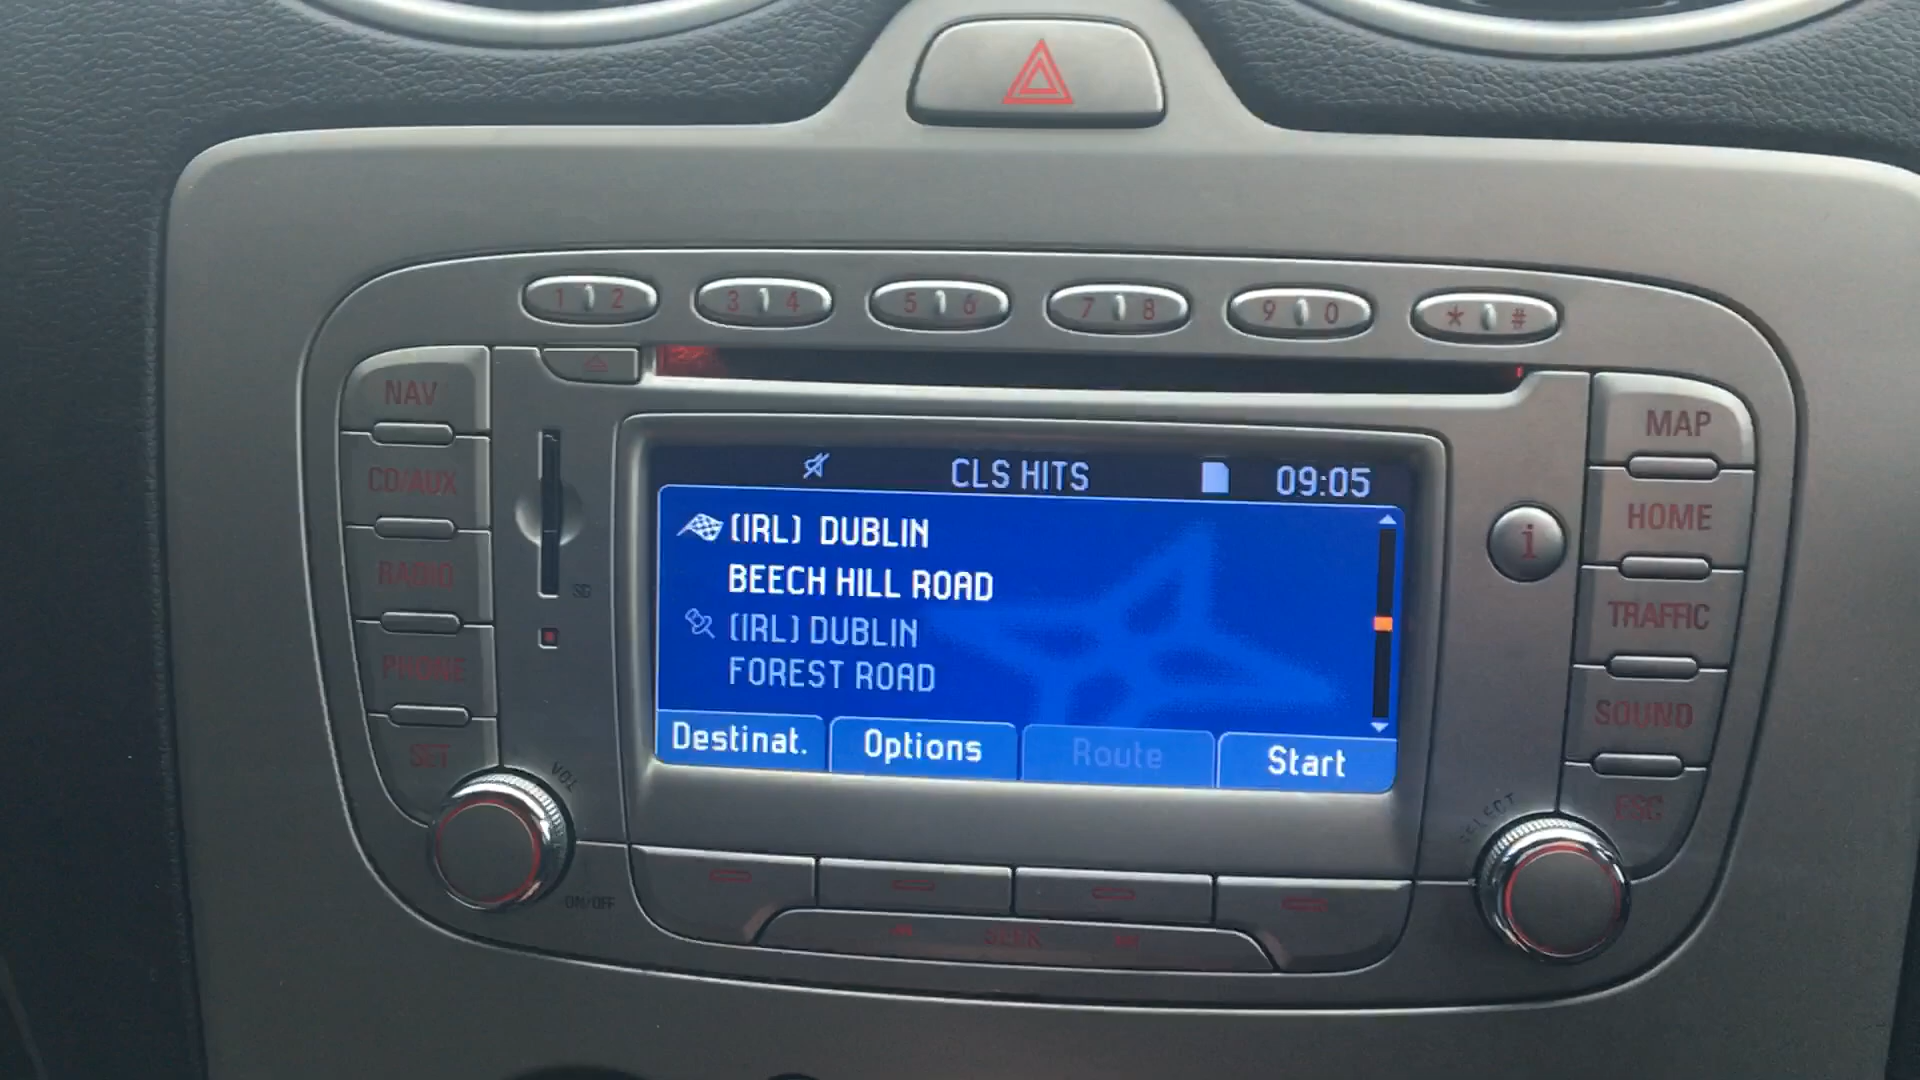 1 2 3 4 5 6 7 8 9 0 * #
NAV
CD/AUX
RADIO
PHONE
SET
SD
CLS HITS 09:05
(IRL) DUBLIN
BEECH HILL ROAD
(IRL) DUBLIN
FOREST ROAD
Destinat. Options Route Start
i
MAP
HOME
TRAFFIC
SOUND
ESC
VOL
ON/OFF
SELECT
SEEK